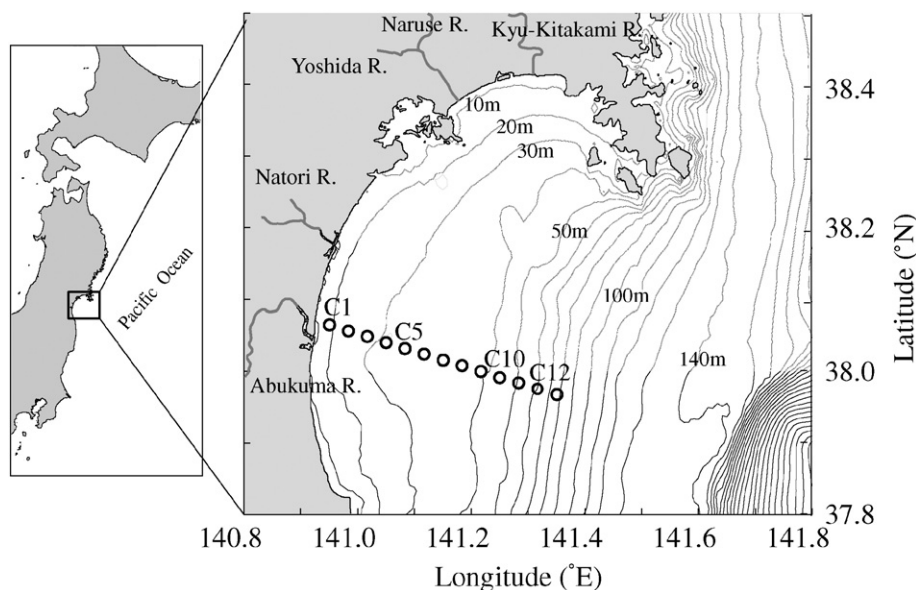 Naruse R.
Kyu-Kitakami R.
Yoshida R.
10m
20m
30m
Natori R.
50m
Pacific Ocean
100m
C1
C5
C10
C12
140m
Abukuma R.
38.4
38.2
38.0
37.8
Latitude (°N)
140.8
141.0
141.2
141.4
141.6
141.8
Longitude (°E)